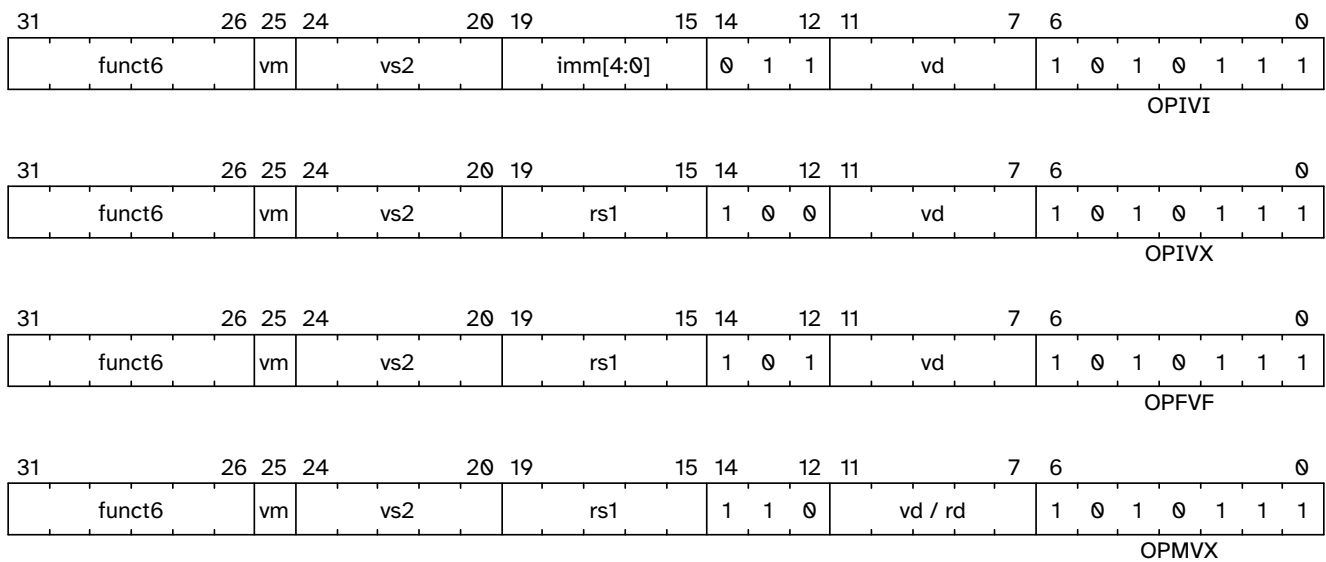 31 26 25 24 20 19 15 14 12 11 7 6 0
funct6 vm vs2 imm[4:0] 0 1 1 vd 1 0 1 0 1 1 1
OPIVI
31 26 25 24 20 19 15 14 12 11 7 6 0
funct6 vm vs2 rs1 1 0 0 vd 1 0 1 0 1 1 1
OPIVX
31 26 25 24 20 19 15 14 12 11 7 6 0
funct6 vm vs2 rs1 1 0 1 vd 1 0 1 0 1 1 1
OPFVF
31 26 25 24 20 19 15 14 12 11 7 6 0
funct6 vm vs2 rs1 1 1 0 vd / rd 1 0 1 0 1 1 1
OPMVX